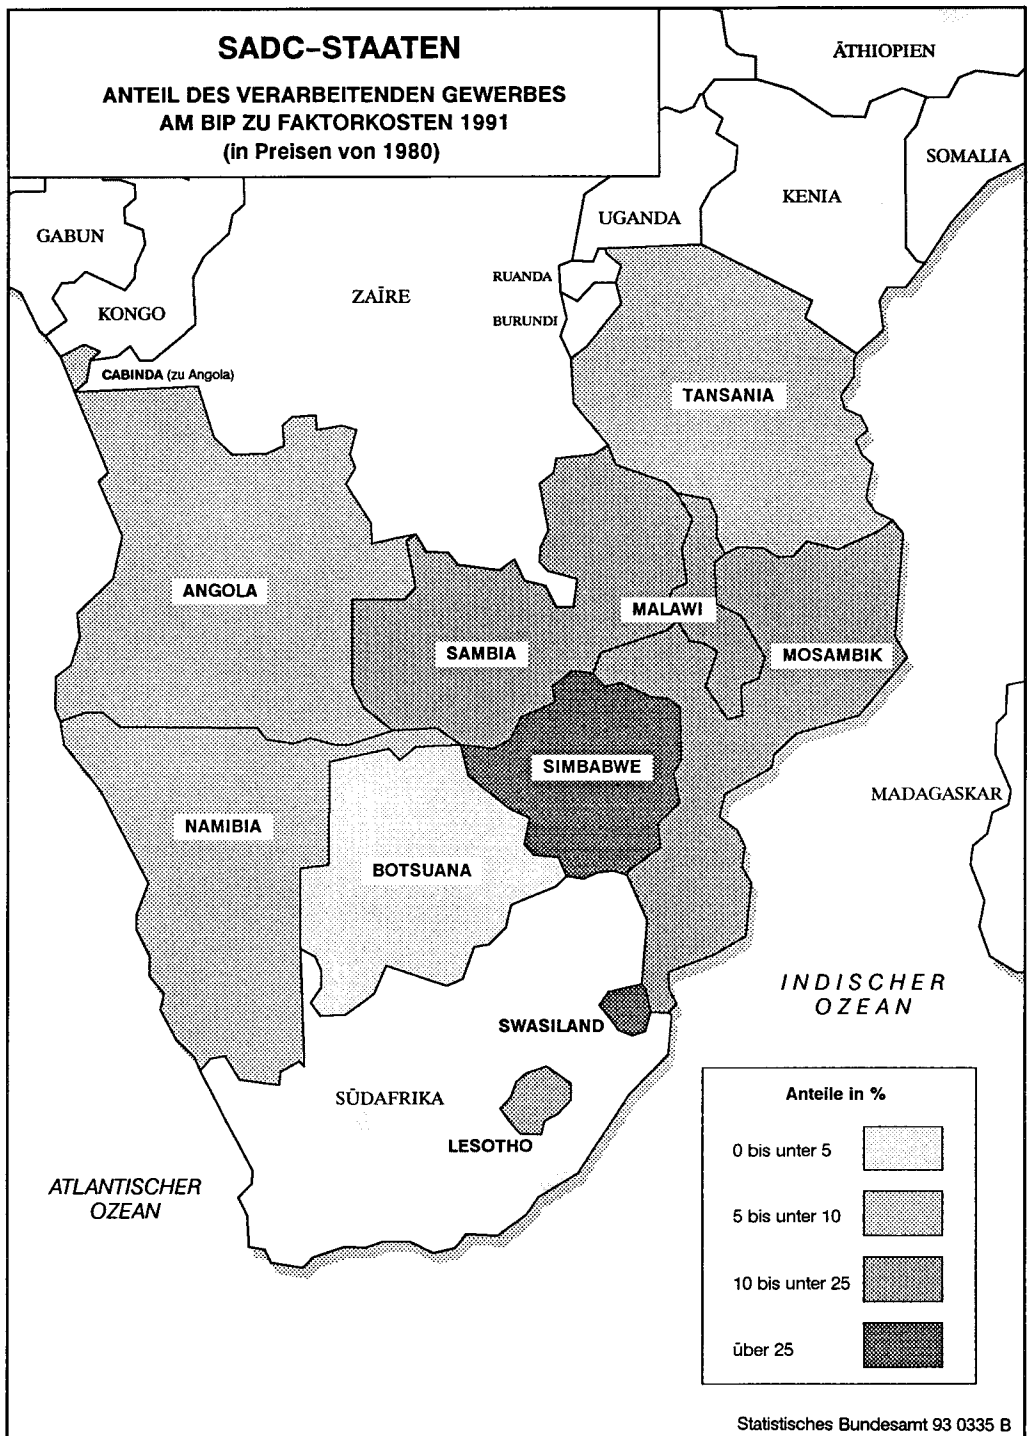 SADC–STAATEN
ANTEIL DES VERARBEITENDEN GEWERBES
AM BIP ZU FAKTORKOSTEN 1991
(in Preisen von 1980)
ÄTHIOPIEN
SOMALIA
KENIA
UGANDA
GABUN
RUANDA
ZAÏRE
KONGO
BURUNDI
CABINDA (zu Angola)
TANSANIA
ANGOLA
MALAWI
SAMBIA
MOSAMBIK
SIMBABWE
MADAGASKAR
NAMIBIA
BOTSUANA
INDISCHER
OZEAN
SWASILAND
SÜDAFRIKA
LESOTHO
ATLANTISCHER
OZEAN
Anteile in %
0 bis unter 5
5 bis unter 10
10 bis unter 25
über 25
Statistisches Bundesamt 93 0335 B